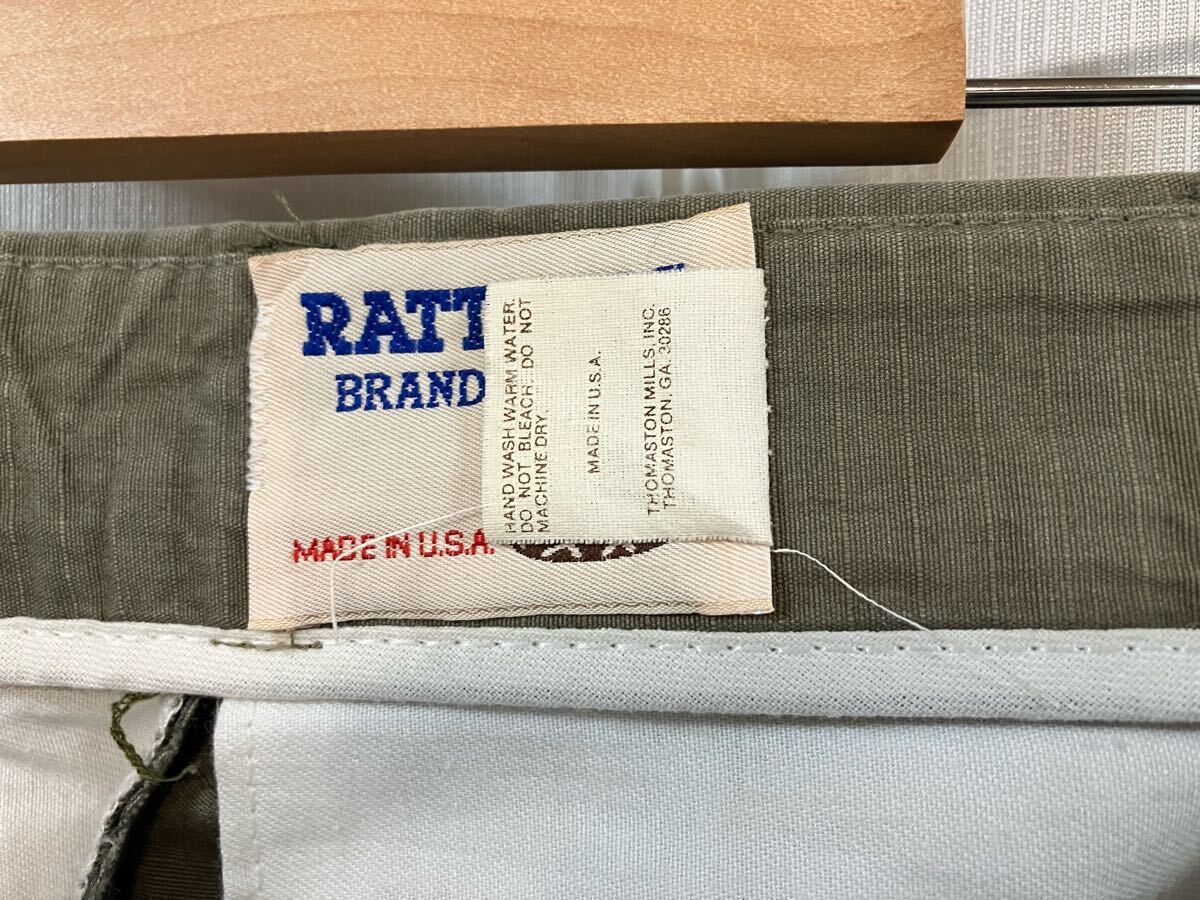 RATT
BRAND
MADE IN U.S.A.
HAND WASH WARM WATER.
DO NOT BLEACH. DO NOT
MACHINE DRY.
MADE IN U.S.A.
THOMASTON MILLS, INC.
THOMASTON. GA. 30286